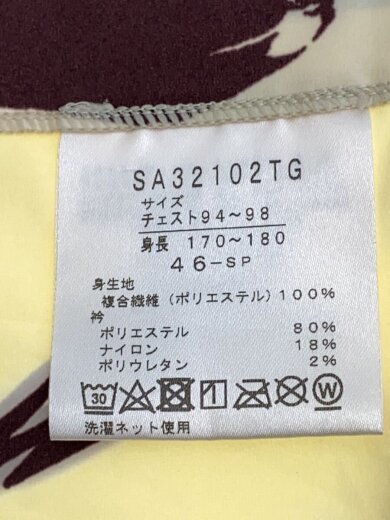 SA32102TG
サイズ
チェスト94～98
身長 170～180
46-SP
身生地
複合繊維 (ポリエステル) 100%
衿
ポリエステル 80%
ナイロン 18%
ポリウレタン 2%
30 W
洗濯ネット使用